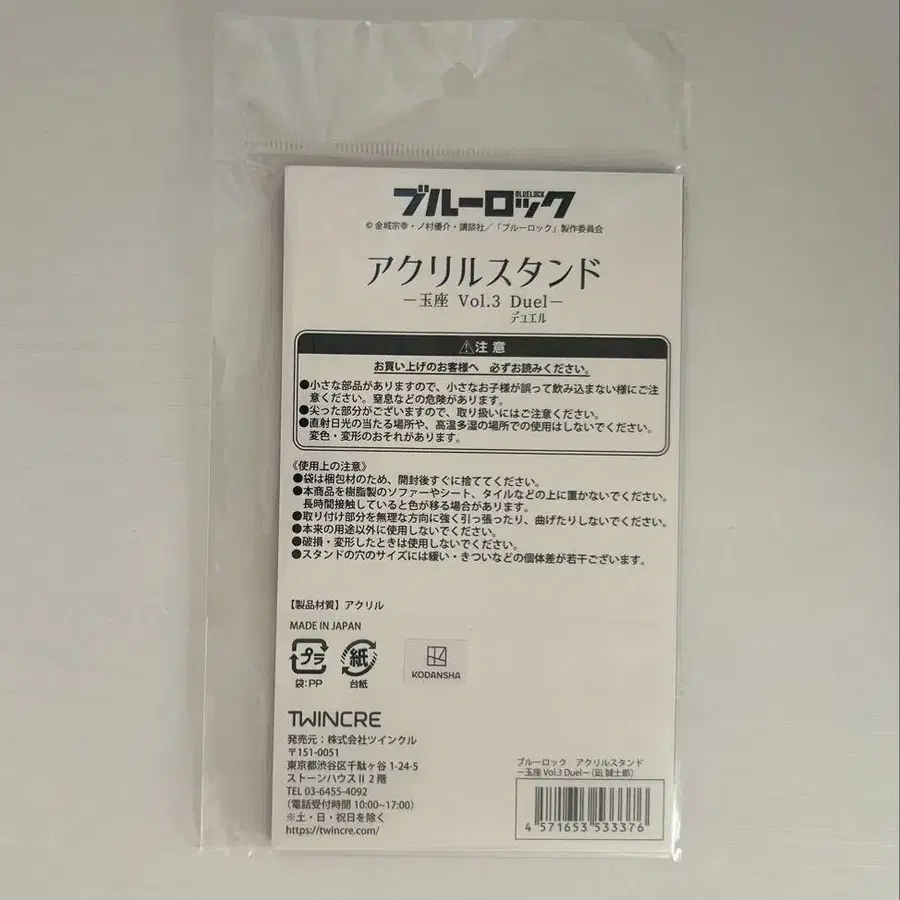 ブルーロック
BLUELOCK
© 金城宗幸・ノ村優介・講談社／「ブルーロック」製作委員会
アクリルスタンド
－玉座 Vol.3 Duel－
デュエル
⚠注 意
お買い上げのお客様へ　必ずお読みください。
●小さな部品がありますので、小さなお子様が誤って飲み込まない様にご注
意ください。窒息などの危険があります。
●尖った部分がございますので、取り扱いにはご注意ください。
●直射日光の当たる場所や、高温多湿の場所での使用はしないでください。
変色・変形のおそれがあります。
《使用上の注意》
●袋は梱包材のため、開封後すぐに捨ててください。
●本商品を樹脂製のソファーやシート、タイルなどの上に置かないでください。
長時間接触していると色が移る場合があります。
●取り付け部分を無理な方向に強く引っ張ったり、曲げたりしないでください。
●本来の用途以外に使用しないでください。
●破損・変形したときは使用しないでください。
●スタンドの穴のサイズには緩い・きついなどの個体差が若干ございます。
【製品材質】アクリル
MADE IN JAPAN
プラ
袋:PP
紙
台紙
KODANSHA
TWINCRE
発売元：株式会社ツインクル
〒151-0051
東京都渋谷区千駄ヶ谷 1-24-5
ストーンハウスⅡ 2 階
TEL 03-6455-4092
（電話受付時間 10:00~17:00）
※土・日・祝日を除く
https://twincre.com/
ブルーロック　アクリルスタンド
－玉座 Vol.3 Duel－（凪 誠士郎）
4 571653 533376